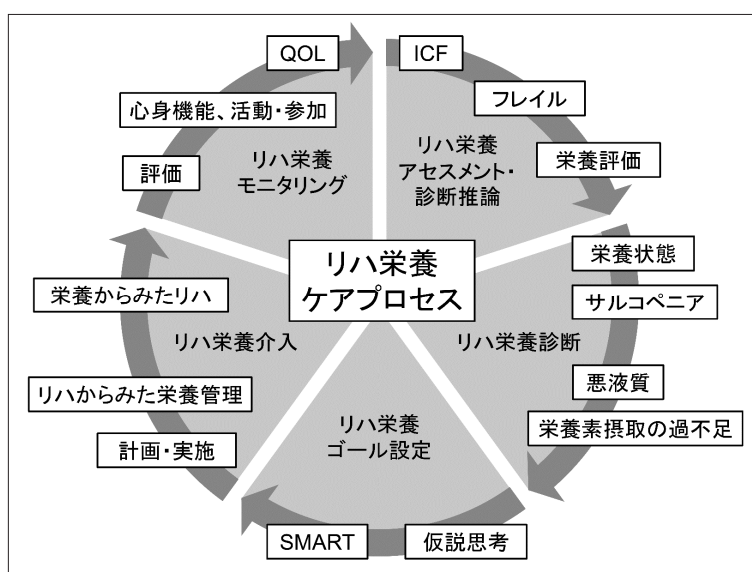 QOL
ICF
心身機能、活動・参加
フレイル
評価
栄養評価
リハ栄養
モニタリング
リハ栄養
アセスメント・
診断推論
リハ栄養
ケアプロセス
栄養状態
サルコペニア
リハ栄養診断
悪液質
栄養素摂取の過不足
リハ栄養
ゴール設定
仮説思考
SMART
栄養からみたリハ
リハ栄養介入
リハからみた栄養管理
計画・実施